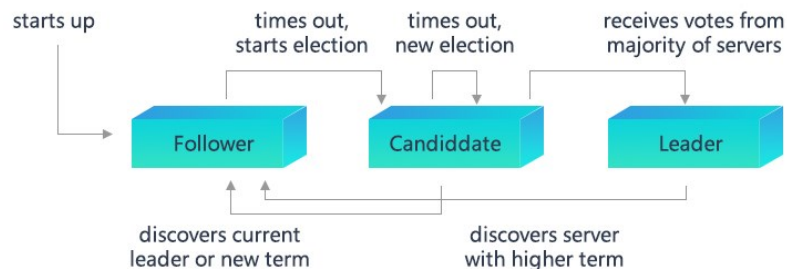 starts up
times out,
starts election
times out,
new election
receives votes from
majority of servers
Follower
Candiddate
Leader
discovers current
leader or new term
discovers server
with higher term